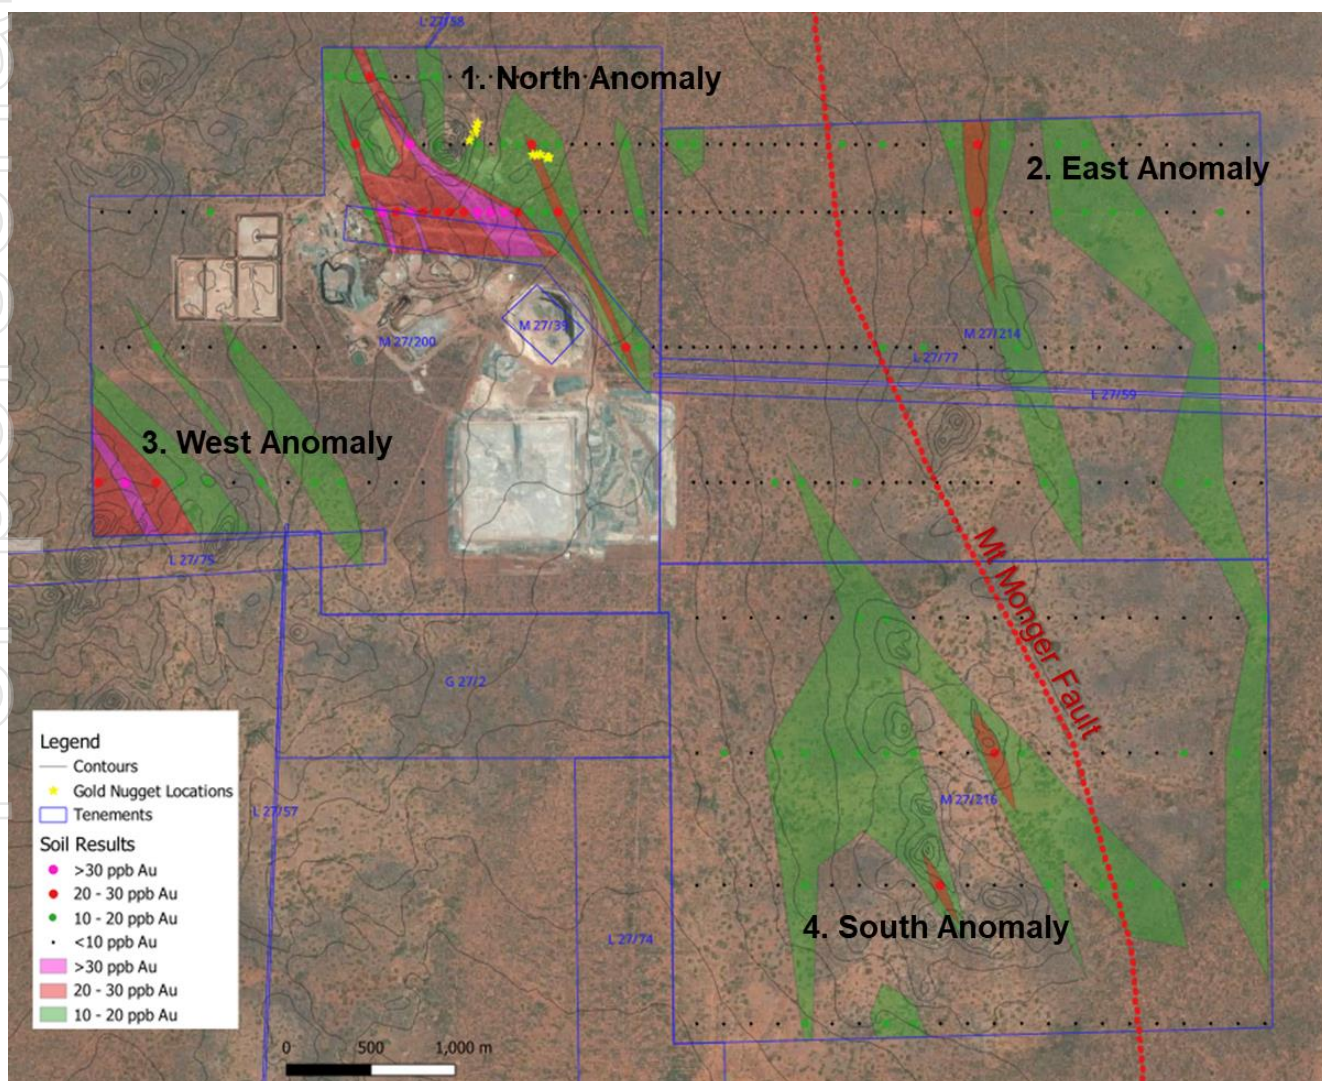 L 27/58
1. North Anomaly
2. East Anomaly
M 27/39
M 27/200
M 27/214
L 27/77
L 27/59
3. West Anomaly
L 27/75
Mt Monger Fault
G 27/2
Legend
Contours
Gold Nugget Locations
Tenements
Soil Results
>30 ppb Au
20 - 30 ppb Au
10 - 20 ppb Au
<10 ppb Au
>30 ppb Au
20 - 30 ppb Au
10 - 20 ppb Au
L 27/57
M 27/216
4. South Anomaly
L 27/74
0 500 1,000 m